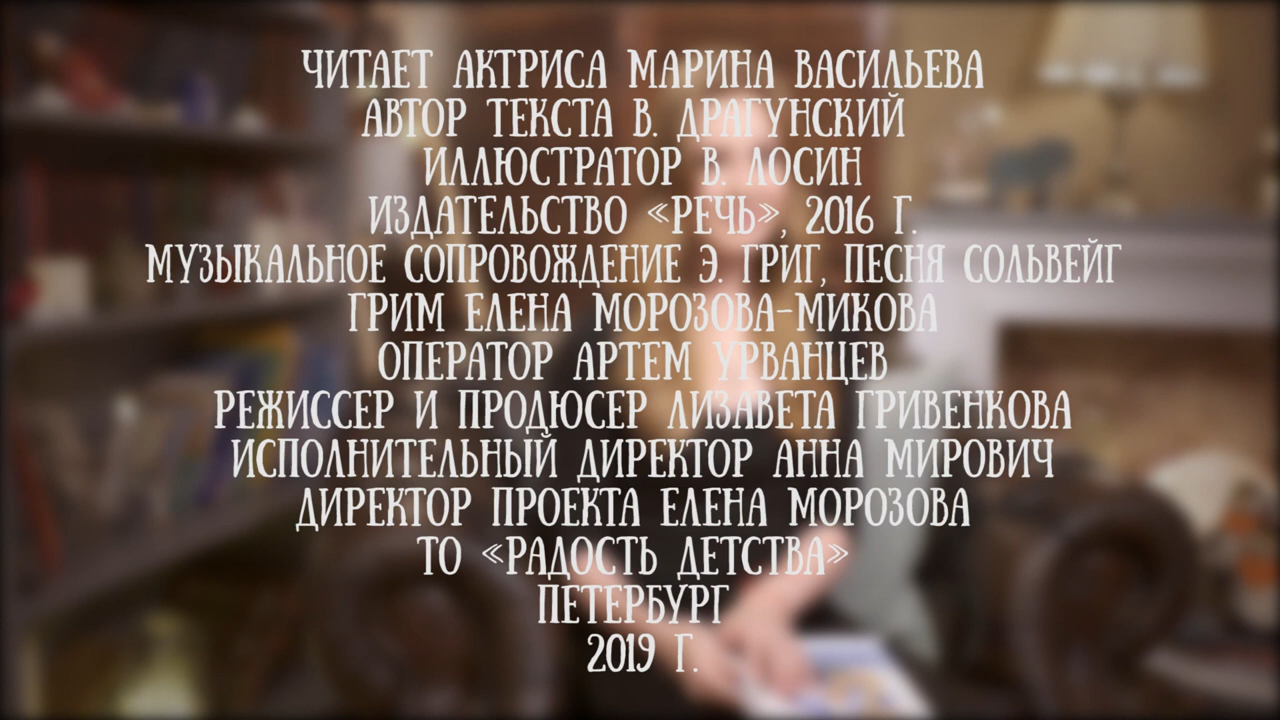 ЧИТАЕТ АКТРИСА МАРИНА ВАСИЛЬЕВА
АВТОР ТЕКСТА В. ДРАГУНСКИЙ
ИЛЛЮСТРАТОР В. ЛОСИН
ИЗДАТЕЛЬСТВО «РЕЧЬ», 2016 Г.
МУЗЫКАЛЬНОЕ СОПРОВОЖДЕНИЕ Э. ГРИГ, ПЕСНЯ СОЛЬВЕЙГ
ГРИМ ЕЛЕНА МОРОЗОВА-МИКОВА
ОПЕРАТОР АРТЕМ УРВАНЦЕВ
РЕЖИССЕР И ПРОДЮСЕР ЛИЗАВЕТА ГРИВЕНКОВА
ИСПОЛНИТЕЛЬНЫЙ ДИРЕКТОР АННА МИРОВИЧ
ДИРЕКТОР ПРОЕКТА ЕЛЕНА МОРОЗОВА
ТО «РАДОСТЬ ДЕТСТВА»
ПЕТЕРБУРГ
2019 Г.